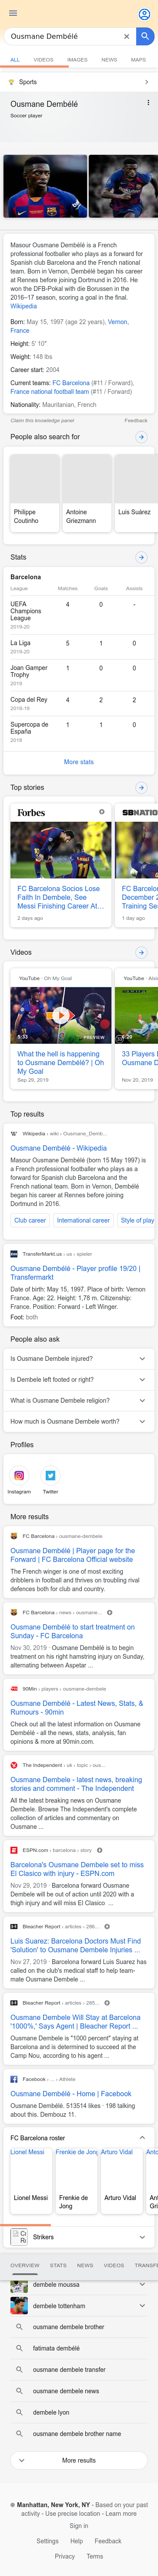 Ousmane Dembélé
ALL VIDEOS IMAGES NEWS MAPS
Sports
Ousmane Dembélé
Soccer player
Masour Ousmane Dembélé is a French
professional footballer who plays as a forward for
Spanish club Barcelona and the French national
team. Born in Vernon, Dembélé began his career
at Rennes before joining Dortmund in 2016. He
won the DFB-Pokal with Die Borussen in the
2016–17 season, scoring a goal in the final.
Wikipedia
Born: May 15, 1997 (age 22 years), Vernon,
France
Height: 5′ 10″
Weight: 148 lbs
Career start: 2004
Current teams: FC Barcelona (#11 / Forward),
France national football team (#11 / Forward)
Nationality: Mauritanian, French
Claim this knowledge panel Feedback
People also search for
Philippe
Coutinho
Antoine
Griezmann
Luis Suárez
Stats
Barcelona
League Matches Goals Assists
UEFA
Champions
League
2019-20
4 0 -
La Liga
2019-20
5 1 0
Joan Gamper
Trophy
2019
1 0 0
Copa del Rey
2018-19
4 2 2
Supercopa de
España
2018
1 1 0
More stats
Top stories
Forbes
FC Barcelona Socios Lose
Faith In Dembele, See
Messi Finishing Career At...
2 days ago
SBNATION
FC Barcelo
December 2
Training Se
1 day ago
Videos
YouTube · Oh My Goal
5:33
PREVIEW
What the hell is happening
to Ousmane Dembélé? | Oh
My Goal
Sep 29, 2019
YouTube
6:20
33 Players
Ousmane D
Nov 20, 2019
Top results
Wikipedia › wiki › Ousmane_Demb...
Ousmane Dembélé - Wikipedia
Masour Ousmane Dembélé (born 15 May 1997) is a
French professional footballer who plays as a
forward for Spanish club Barcelona and the
French national team. Born in Vernon, Dembélé
began his career at Rennes before joining
Dortmund in 2016.
Club career International career Style of play
TransferMarkt.us › us › spieler
Ousmane Dembélé - Player profile 19/20 |
Transfermarkt
Date of birth: May 15, 1997. Place of birth: Vernon
France. Age: 22. Height: 1,78 m. Citizenship:
France. Position: Forward - Left Winger.
Foot: both
People also ask
Is Ousmane Dembele injured?
Is Dembele left footed or right?
What is Ousmane Dembele religion?
How much is Ousmane Dembele worth?
Profiles
Instagram Twitter
More results
FC Barcelona › ousmane-dembele
Ousmane Dembélé | Player page for the
Forward | FC Barcelona Official website
The French winger is one of most exciting
dribblers in football and thrives on troubling rival
defences from both flair of club and country.
FC Barcelona › news › ousmane...
Ousmane Dembélé to start treatment on
Sunday - FC Barcelona
Nov 30, 2019 · Ousmane Dembélé is to begin
treatment on his right hamstring injury on Sunday,
alternating between Aspetar ...
90Min › players › ousmane-dembele
Ousmane Dembélé - Latest News, Stats, &
Rumours - 90min
Check out all the latest information on Ousmane
Dembélé - all the news, stats, analysis, fan
opinions & more at 90min.com.
The Independent › uk › topic › ous...
Ousmane Dembele - latest news, breaking
stories and comment - The Independent
All the latest breaking news on Ousmane
Dembele. Browse The Independent's complete
collection of articles and commentary on
Ousmane ...
ESPN.com › barcelona › story
Barcelona's Ousmane Dembele set to miss
El Clasico with injury - ESPN.com
Nov 29, 2019 · Barcelona forward Ousmane
Dembele will be out of action until 2020 with a
thigh injury and will miss El Clasico ...
Bleacher Report › articles › 286...
Luis Suarez: Barcelona Doctors Must Find
'Solution' to Ousmane Dembele Injuries ...
Nov 27, 2019 · Barcelona forward Luis Suarez has
called on the club's medical staff to help team-
mate Ousmane Dembele ...
Bleacher Report › articles › 285...
Ousmane Dembele Will Stay at Barcelona
'1000%,' Says Agent | Bleacher Report ...
Ousmane Dembele is "1000 percent" staying at
Barcelona and is determined to succeed at the
Camp Nou, according to his agent ...
Facebook › ... › Athlete
Ousmane Dembélé - Home | Facebook
Ousmane Dembélé. 513514 likes · 198 talking
about this. Dembouz 11.
FC Barcelona roster
Lionel Messi Frenkie de Jong Arturo Vidal
Lionel Messi
Frenkie de
Jong
Arturo Vidal
Strikers
OVERVIEW STATS NEWS VIDEOS TRANSFE
dembele moussa
dembele tottenham
ousmane dembele brother
fatimata dembélé
ousmane dembele transfer
ousmane dembele news
dembele lyon
ousmane dembele brother name
More results
Manhattan, New York, NY - Based on your past
activity - Use precise location - Learn more
Sign in
Settings Help Feedback
Privacy Terms